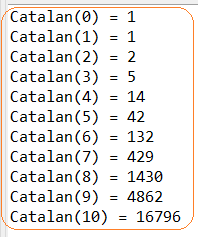 Catalan(0) = 1
Catalan(1) = 1
Catalan(2) = 2
Catalan(3) = 5
Catalan(4) = 14
Catalan(5) = 42
Catalan(6) = 132
Catalan(7) = 429
Catalan(8) = 1430
Catalan(9) = 4862
Catalan(10) = 16796